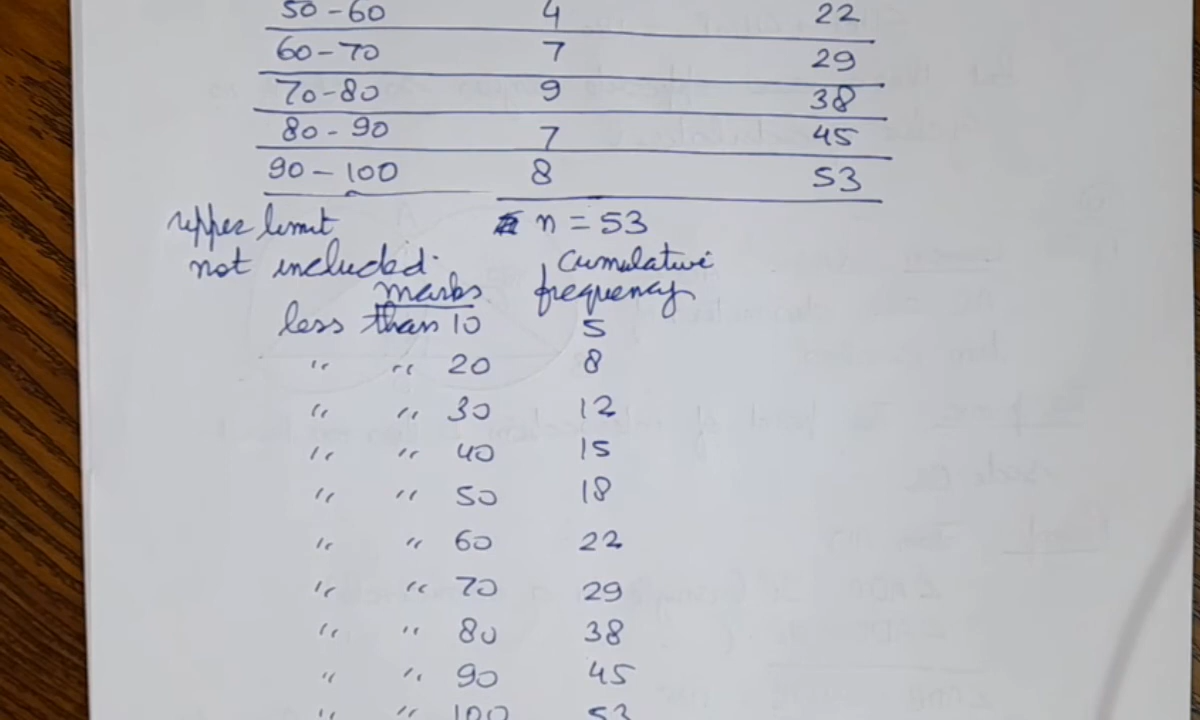 50-60 4 22
60-70 7 29
70-80 9 38
80-90 7 45
90-100 8 53
upper limit n = 53
not included. cumulative
marks frequency
less than 10 5
" " 20 8
" " 30 12
" " 40 15
" " 50 18
" " 60 22
" " 70 29
" " 80 38
" " 90 45
" " 100 53